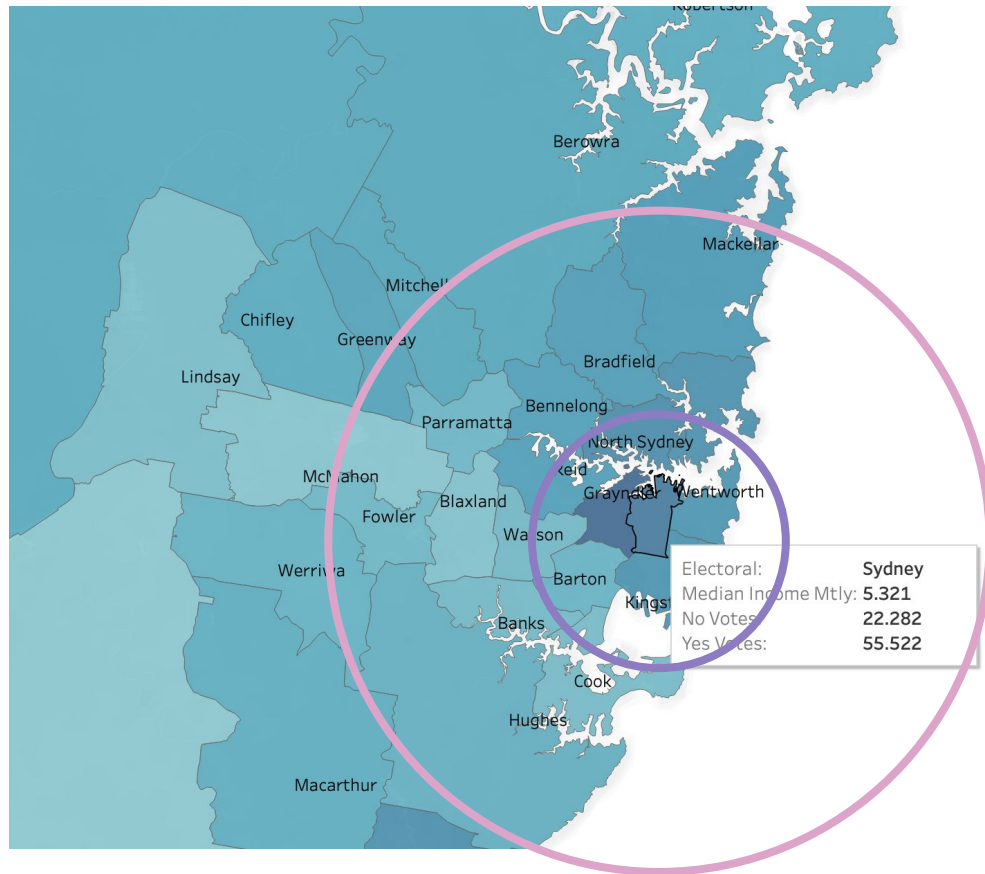 Robertson
Berowra
Mackellar
Mitchell
Chifley
Greenway
Bradfield
Lindsay
Bennelong
Parramatta
North Sydney
Reid
McMahon
Blaxland
Grayndler
Wentworth
Fowler
Watson
Werriwa
Barton
Banks
Electoral: Sydney
Median Income Mtly: 5.321
No Votes: 22.282
Yes Votes: 55.522
Cook
Hughes
Macarthur